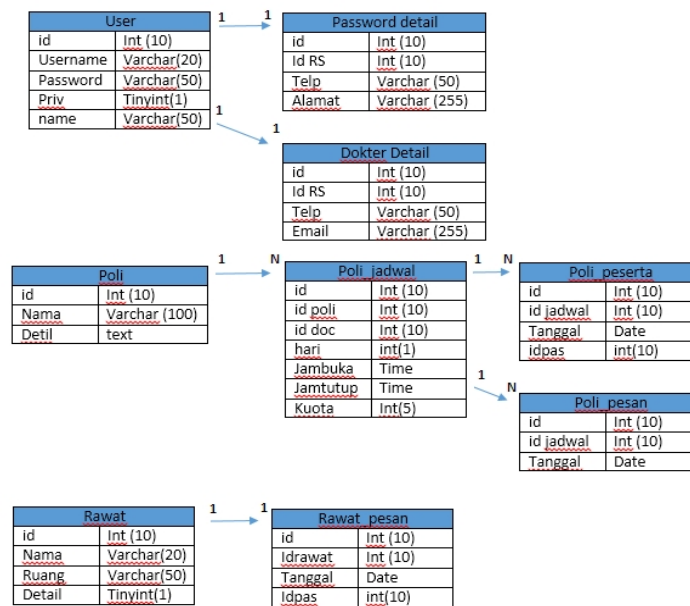 User
id Int (10)
Username Varchar(20)
Password Varchar(50)
Priv Tinyint(1)
name Varchar(50)
1 1
Password detail
id Int (10)
Id RS Int (10)
Telp Varchar (50)
Alamat Varchar (255)
1 1
Dokter Detail
id Int (10)
Id RS Int (10)
Telp Varchar (50)
Email Varchar (255)
Poli
id Int (10)
Nama Varchar (100)
Detil text
1 N
Poli_jadwal
id Int (10)
id poli Int (10)
id doc Int (10)
hari int(1)
Jambuka Time
Jamtutup Time
Kuota Int(5)
1 N
Poli_peserta
id Int (10)
id jadwal Int (10)
Tanggal Date
idpas int(10)
1 N
Poli_pesan
id Int (10)
id jadwal Int (10)
Tanggal Date
Rawat
id Int (10)
Nama Varchar(20)
Ruang Varchar(50)
Detail Tinyint(1)
1 1
Rawat_pesan
id Int (10)
Idrawat Int (10)
Tanggal Date
Idpas int(10)